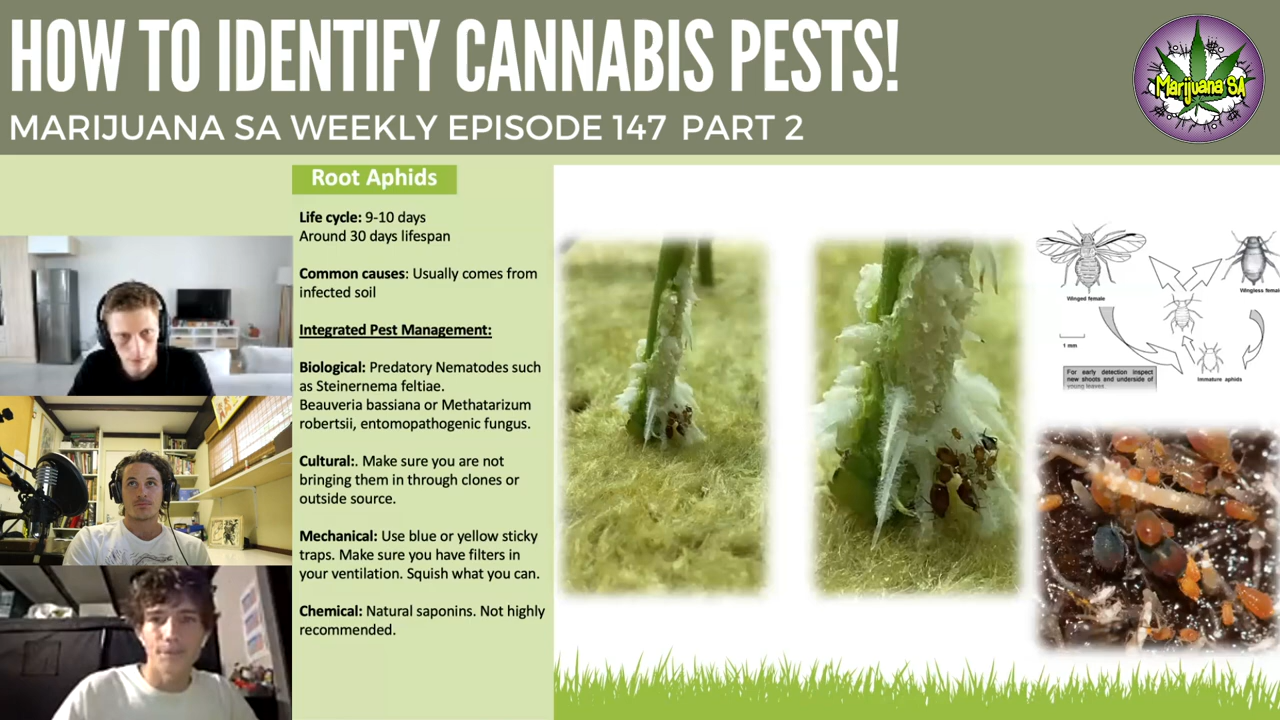 HOW TO IDENTIFY CANNABIS PESTS!
MARIJUANA SA WEEKLY EPISODE 147 PART 2
Marijuana SA
Root Aphids
Life cycle: 9-10 days
Around 30 days lifespan
Common causes: Usually comes from
infected soil
Integrated Pest Management:
Biological: Predatory Nematodes such
as Steinernema feltiae.
Beauveria bassiana or Methatarizum
robertsii, entomopathogenic fungus.
Cultural:. Make sure you are not
bringing them in through clones or
outside source.
Mechanical: Use blue or yellow sticky
traps. Make sure you have filters in
your ventilation. Squish what you can.
Chemical: Natural saponins. Not highly
recommended.
Winged female
Wingless femal
1 mm
Immature aphids
For early detection inspect
new shoots and underside of
young leaves